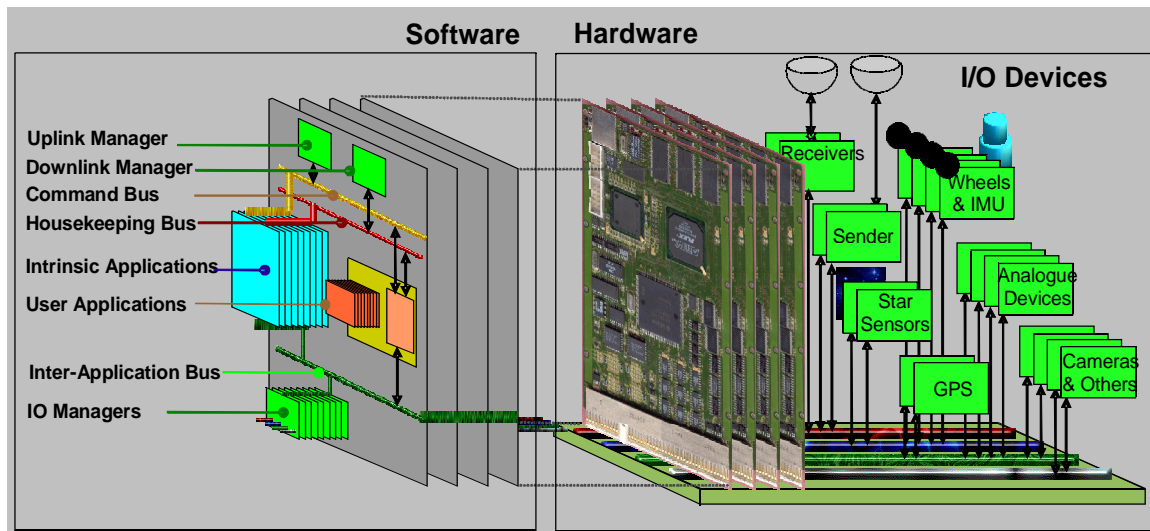 Software
Hardware
I/O Devices
Uplink Manager
Downlink Manager
Command Bus
Housekeeping Bus
Intrinsic Applications
User Applications
Inter-Application Bus
IO Managers
Receivers
Wheels
& IMU
Sender
Analogue
Devices
Star
Sensors
GPS
Cameras
& Others